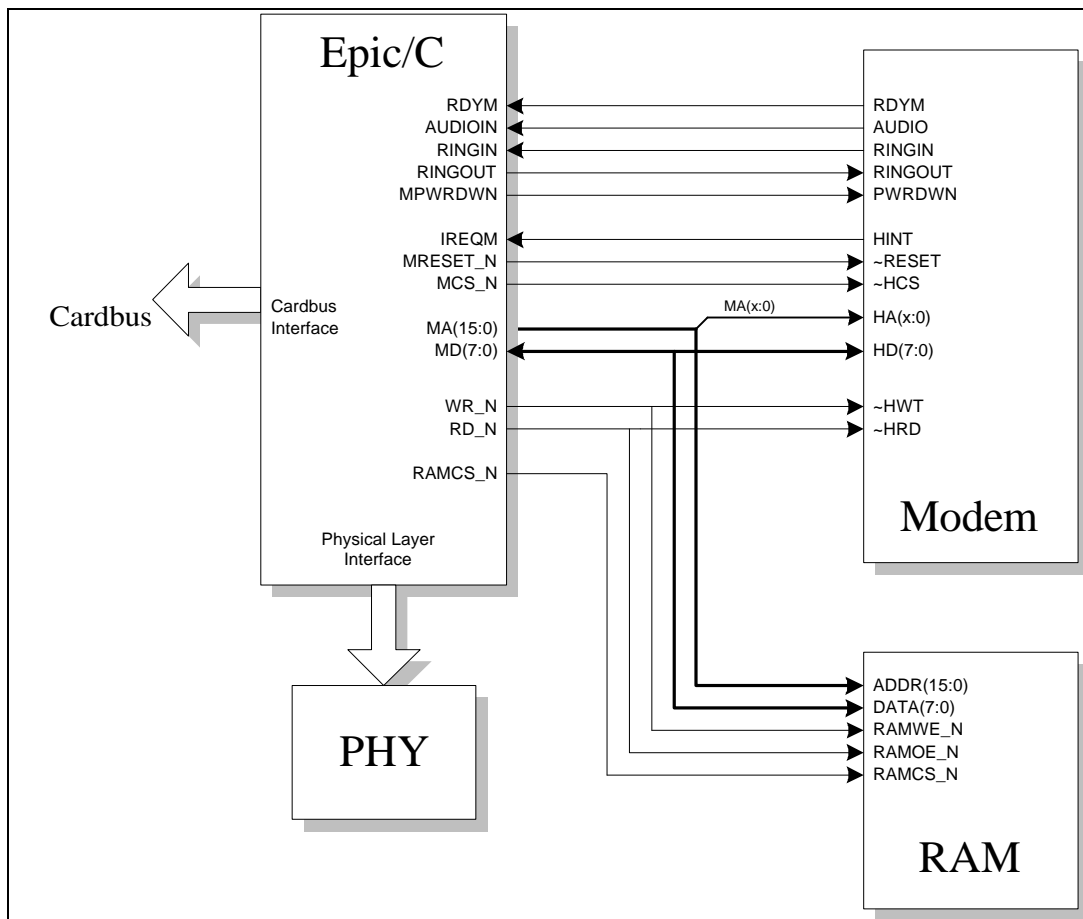 Epic/C
RDYM
AUDIOIN
RINGIN
RINGOUT
MPWRDWN
IREQM
MRESET_N
MCS_N
MA(15:0)
MD(7:0)
WR_N
RD_N
RAMCS_N
Cardbus
Interface
Physical Layer
Interface
Cardbus
MA(x:0)
RDYM
AUDIO
RINGIN
RINGOUT
PWRDWN
HINT
~RESET
~HCS
HA(x:0)
HD(7:0)
~HWT
~HRD
Modem
PHY
ADDR(15:0)
DATA(7:0)
RAMWE_N
RAMOE_N
RAMCS_N
RAM